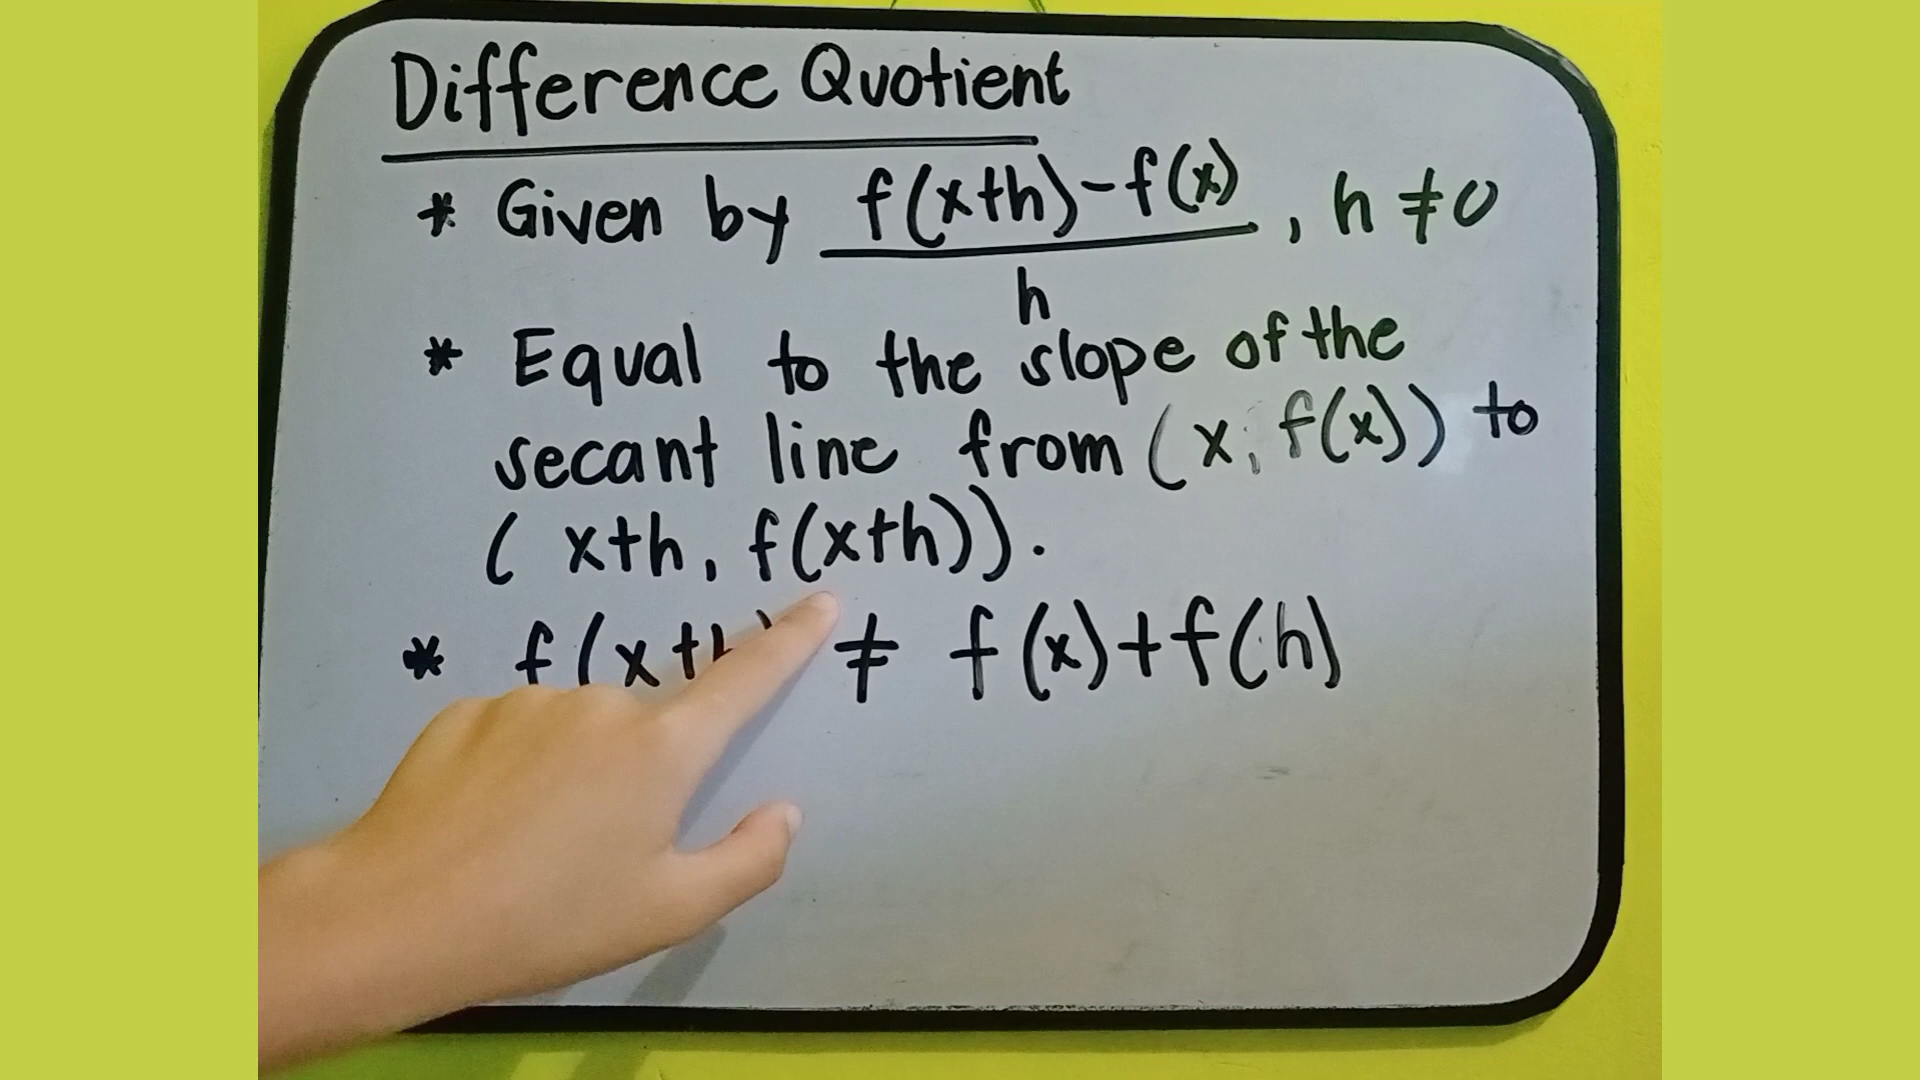 Difference Quotient
* Given by f(x+h)-f(x) , h ≠ 0
h
* Equal to the slope of the
secant line from (x, f(x)) to
(x+h, f(x+h)).
* f(x+h) ≠ f(x)+f(h)